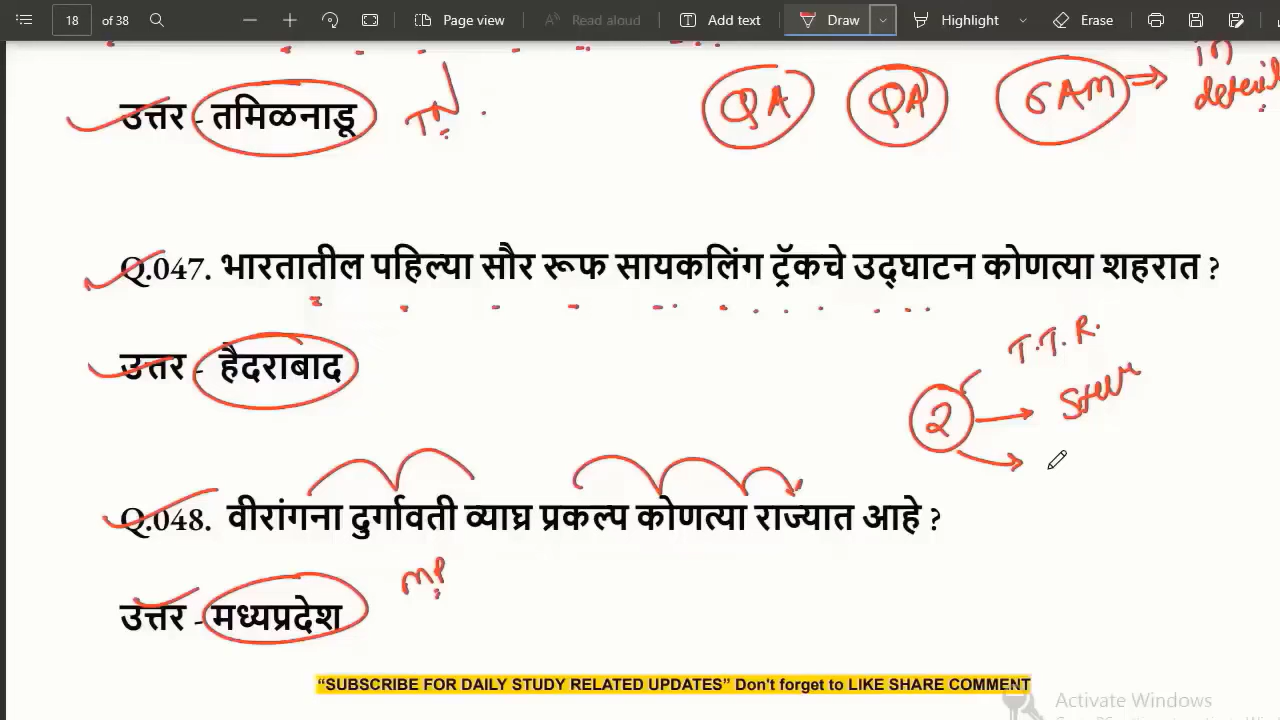 18 of 38 Page view Read aloud Add text Draw Highlight Erase
in
उत्तर - तमिळनाडू TN QA QA 6 AM detail
Q.047. भारतातील पहिल्या सौर रूफ सायकलिंग ट्रॅकचे उद्घाटन कोणत्या शहरात ?
T.T.R.
उत्तर - हैदराबाद
2
Q.048. वीरांगना दुर्गावती व्याघ्र प्रकल्प कोणत्या राज्यात आहे ?
MP
उत्तर - मध्यप्रदेश
“SUBSCRIBE FOR DAILY STUDY RELATED UPDATES” Don't forget to LIKE SHARE COMMENT
Activate Windows